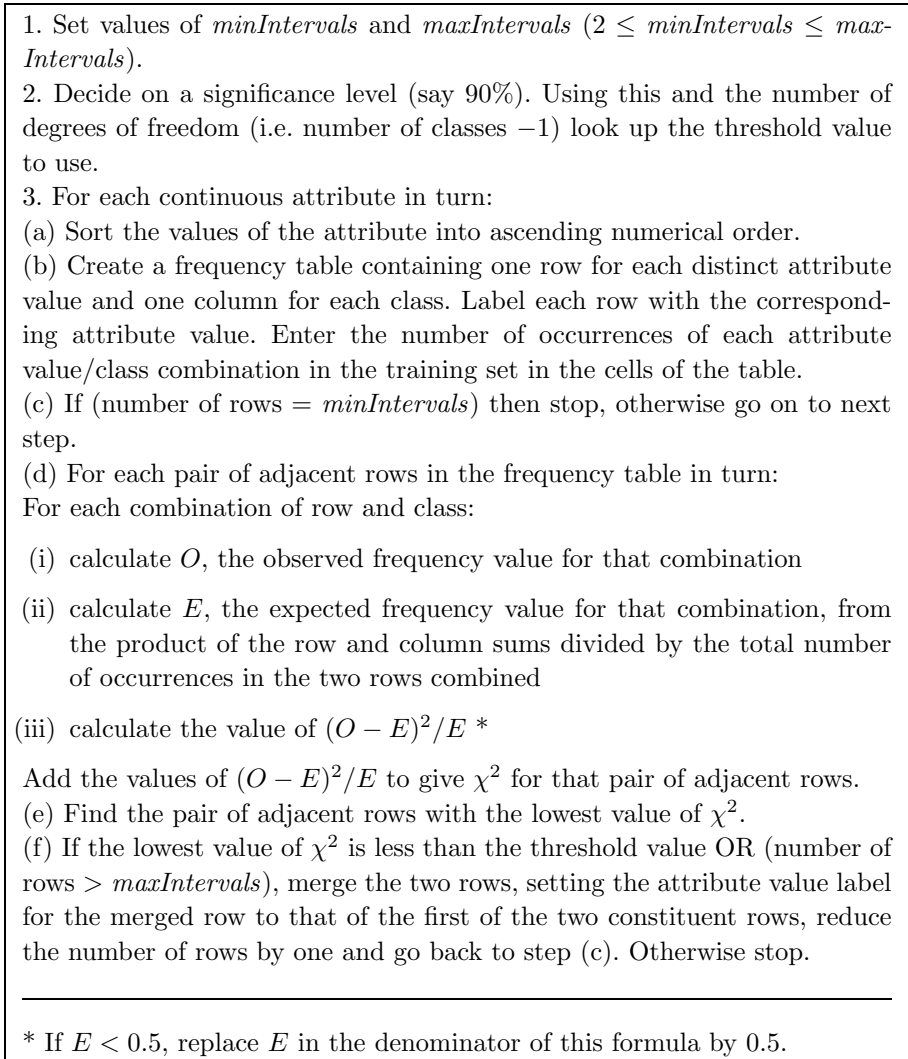 1. Set values of minIntervals and maxIntervals (2 ≤ minIntervals ≤ max-
Intervals).
2. Decide on a significance level (say 90%). Using this and the number of
degrees of freedom (i.e. number of classes −1) look up the threshold value
to use.
3. For each continuous attribute in turn:
(a) Sort the values of the attribute into ascending numerical order.
(b) Create a frequency table containing one row for each distinct attribute
value and one column for each class. Label each row with the correspond-
ing attribute value. Enter the number of occurrences of each attribute
value/class combination in the training set in the cells of the table.
(c) If (number of rows = minIntervals) then stop, otherwise go on to next
step.
(d) For each pair of adjacent rows in the frequency table in turn:
For each combination of row and class:
(i) calculate O, the observed frequency value for that combination
(ii) calculate E, the expected frequency value for that combination, from
the product of the row and column sums divided by the total number
of occurrences in the two rows combined
(iii) calculate the value of (O − E)²/E *
Add the values of (O − E)²/E to give χ² for that pair of adjacent rows.
(e) Find the pair of adjacent rows with the lowest value of χ².
(f) If the lowest value of χ² is less than the threshold value OR (number of
rows > maxIntervals), merge the two rows, setting the attribute value label
for the merged row to that of the first of the two constituent rows, reduce
the number of rows by one and go back to step (c). Otherwise stop.
* If E < 0.5, replace E in the denominator of this formula by 0.5.